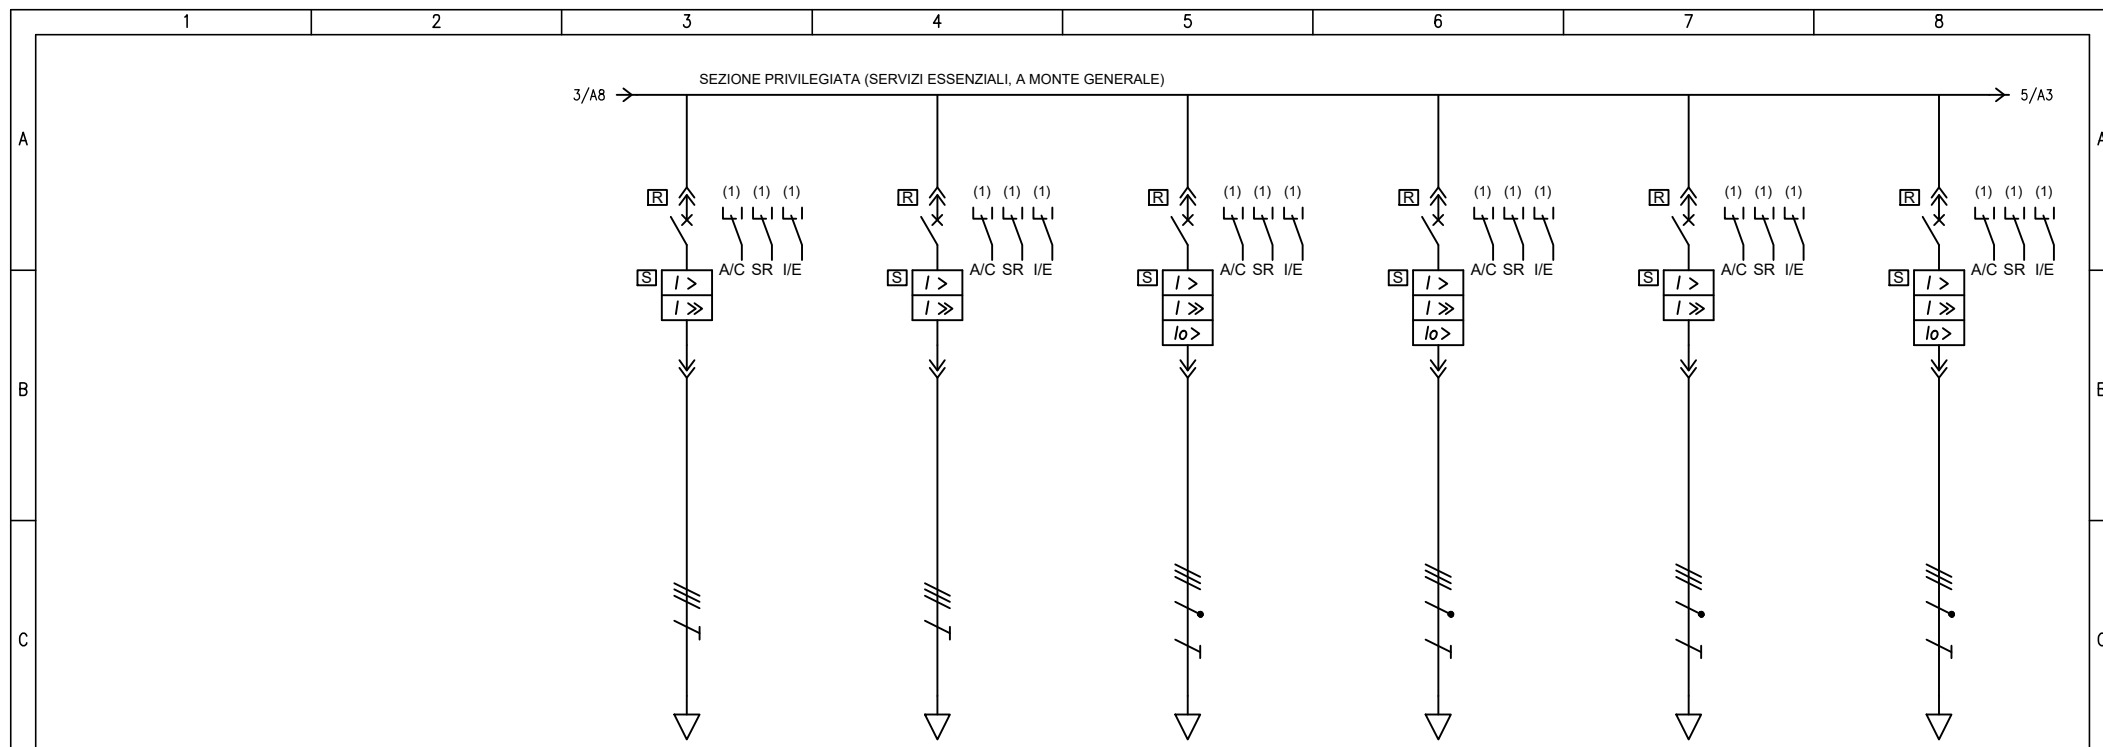 1 2 3 4 5 6 7 8
SEZIONE PRIVILEGIATA (SERVIZI ESSENZIALI, A MONTE GENERALE)
3/A8 5/A3
A A
R (1) (1) (1) R (1) (1) (1) R (1) (1) (1) R (1) (1) (1) R (1) (1) (1) R (1) (1) (1)
A/C SR I/E A/C SR I/E A/C SR I/E A/C SR I/E A/C SR I/E A/C SR I/E
S I > S I > S I > S I > S I > S I >
I >> I >> I >> I >> I >> I >>
Io> Io> Io>
B
C